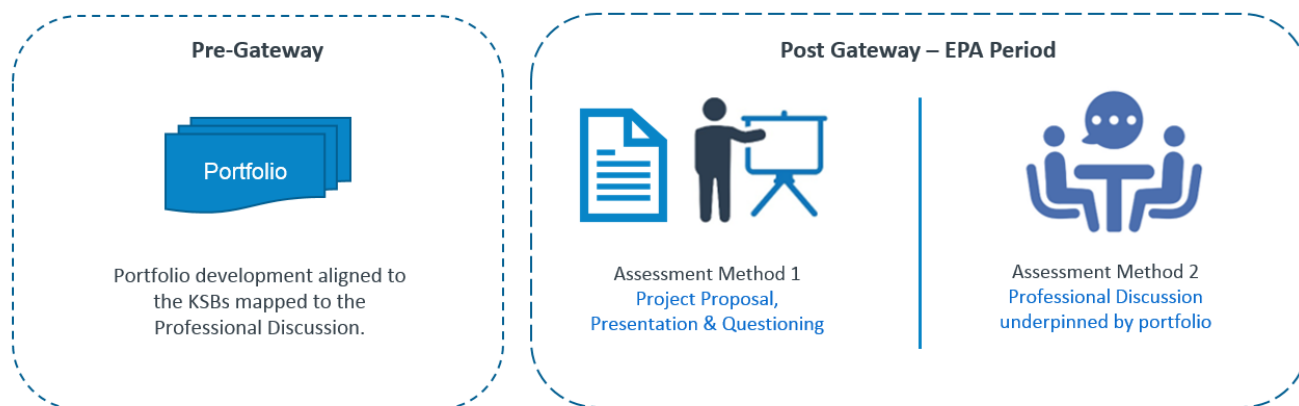 Pre-Gateway
Portfolio
Portfolio development aligned to
the KSBs mapped to the
Professional Discussion.
Post Gateway – EPA Period
Assessment Method 1
Project Proposal,
Presentation & Questioning
Assessment Method 2
Professional Discussion
underpinned by portfolio